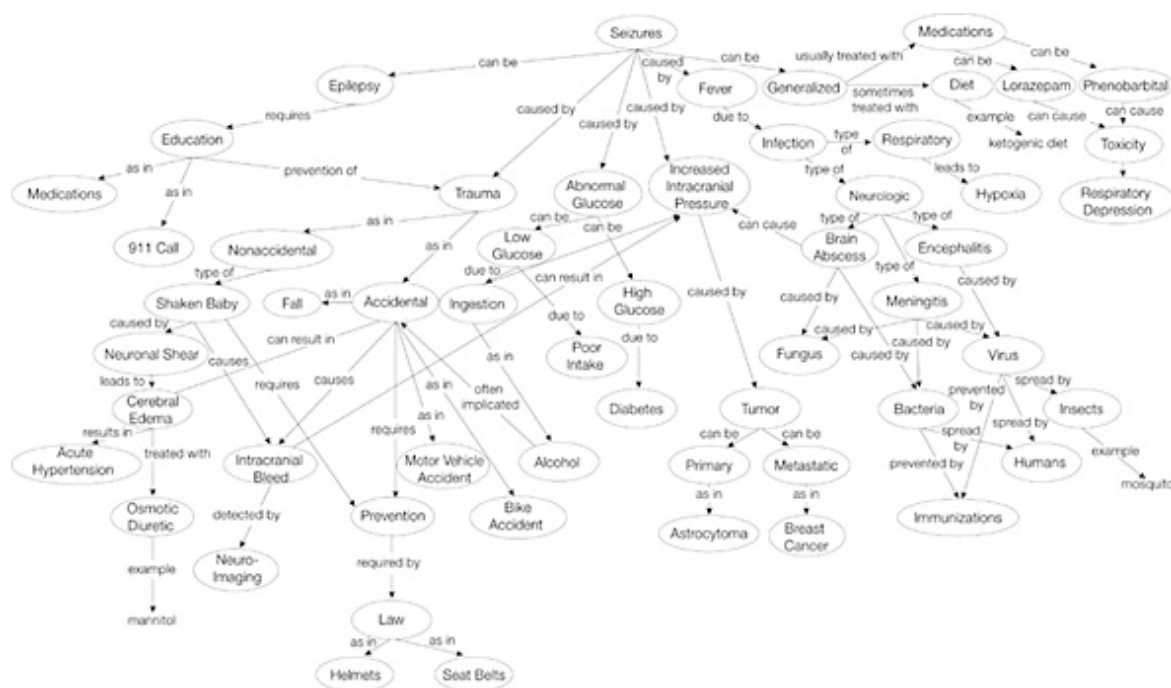 Seizures
Medications
can be
caused
by
can be
usually treated with
can be
can be
Epilepsy
Fever
Generalized
sometimes
treated with
Diet
Lorazepam
Phenobarbital
requires
caused by
caused by
caused by
due to
example
can cause
can cause
Education
Infection
type
of
Respiratory
ketogenic diet
Toxicity
as in
prevention of
type of
leads to
Medications
as in
Trauma
Abnormal
Glucose
Increased
Intracranial
Pressure
Neurologic
Hypoxia
Respiratory
Depression
911 Call
as in
Nonaccidental
as in
can be
can be
Low
Glucose
can cause
type of
type of
Brain
Abscess
Encephalitis
type of
due to
can result in
type of
caused by
Shaken Baby
Fall
as in
Accidental
Ingestion
High
Glucose
caused by
caused by
Meningitis
caused by
can result in
due to
caused by
caused by
caused by
Neuronal Shear
causes
as in
Poor
Intake
due to
Fungus
caused by
Virus
leads to
requires
causes
as in
often
implicated
prevented
by
spread by
Cerebral
Edema
as in
Diabetes
Tumor
Bacteria
Insects
results in
requires
can be
can be
spread
by
spread by
Acute
Hypertension
treated with
Intracranial
Bleed
Motor Vehicle
Accident
Alcohol
Primary
Metastatic
prevented by
Humans
example
mosquito
detected by
as in
as in
Osmotic
Diuretic
Prevention
Bike
Accident
Astrocytoma
Breast
Cancer
Immunizations
example
Neuro-
Imaging
required by
mannitol
Law
as in
as in
Helmets
Seat Belts